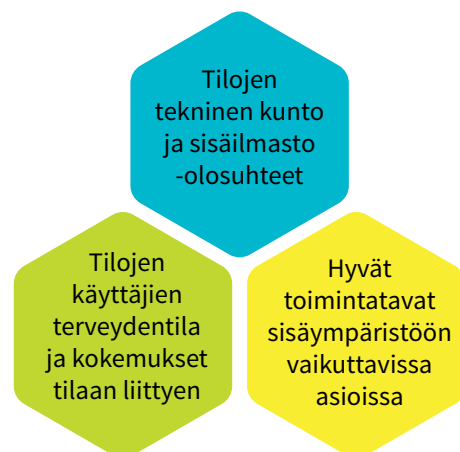 Tilojen
tekninen kunto
ja sisäilmasto
-olosuhteet
Tilojen
käyttäjien
terveydentila
ja kokemukset
tilaan liittyen
Hyvät
toimintatavat
sisäympäristöön
vaikuttavissa
asioissa